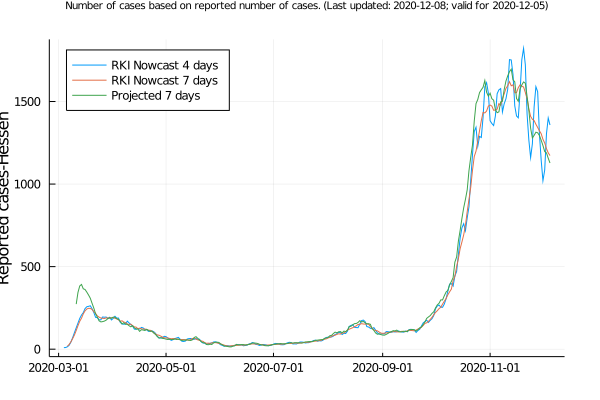 Number of cases based on reported number of cases. (Last updated: 2020-12-08; valid for 2020-12-05)
RKI Nowcast 4 days
RKI Nowcast 7 days
Projected 7 days
Reported cases-Hessen
1500
1000
500
0
2020-03-01 2020-05-01 2020-07-01 2020-09-01 2020-11-01